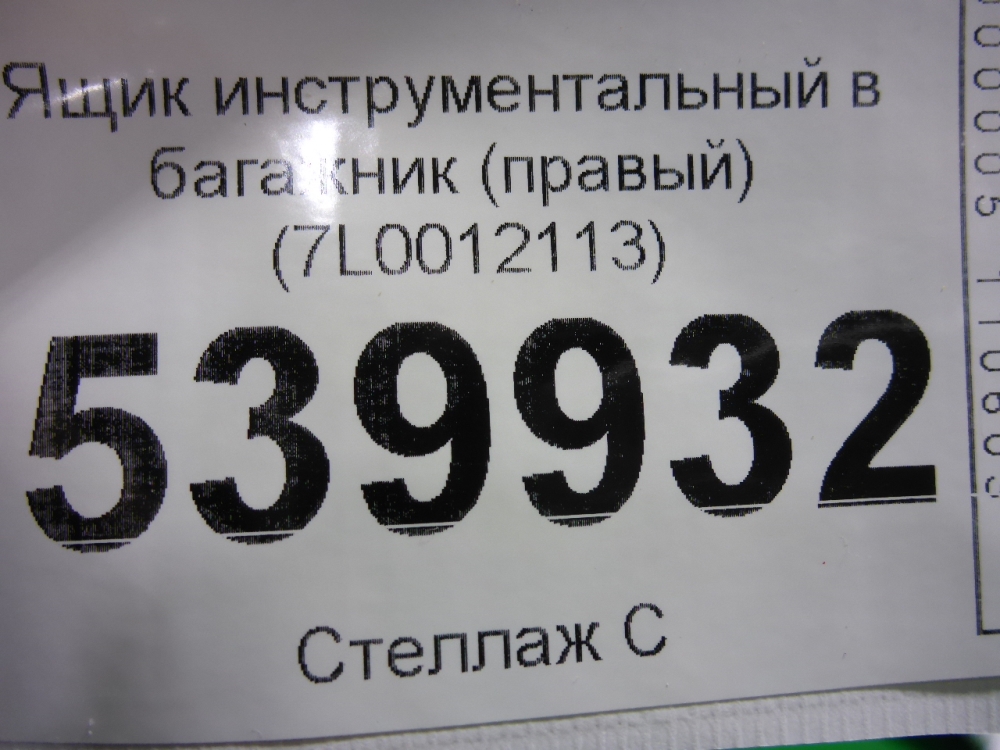 Ящик инструментальный в
багажник (правый)
(7L0012113)
539932
Стеллаж С